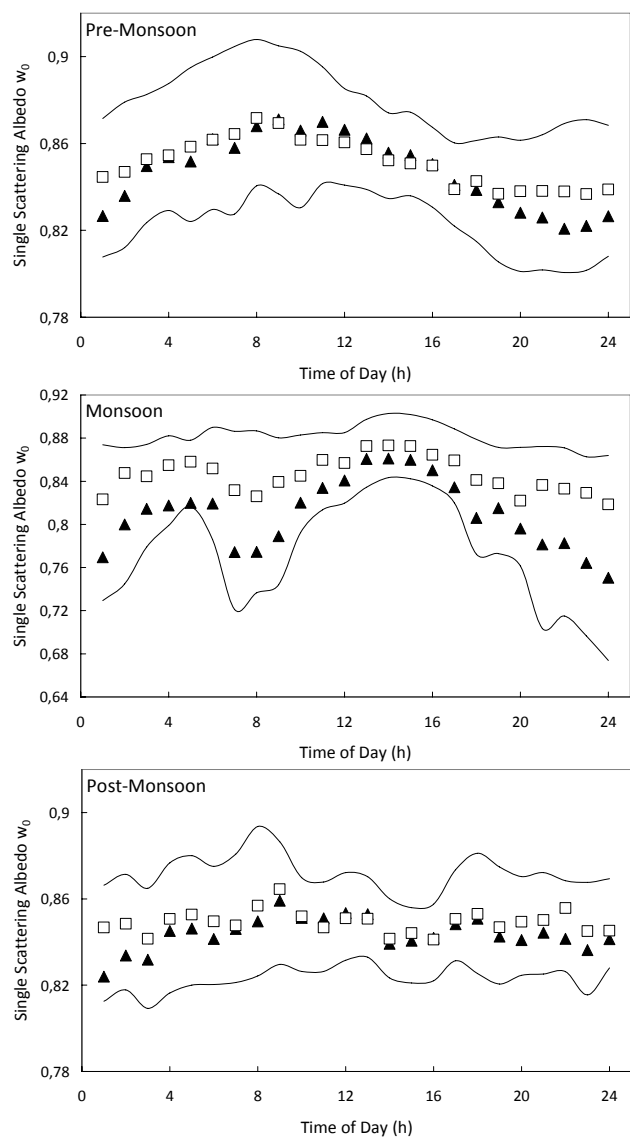 Pre-Monsoon
Single Scattering Albedo w0
0,9
0,86
0,82
0,78
0 4 8 12 16 20 24
Time of Day (h)
Monsoon
Single Scattering Albedo w0
0,92
0,88
0,84
0,8
0,76
0,72
0,68
0,64
0 4 8 12 16 20 24
Time of Day (h)
Post-Monsoon
Single Scattering Albedo w0
0,9
0,86
0,82
0,78
0 4 8 12 16 20 24
Time of Day (h)